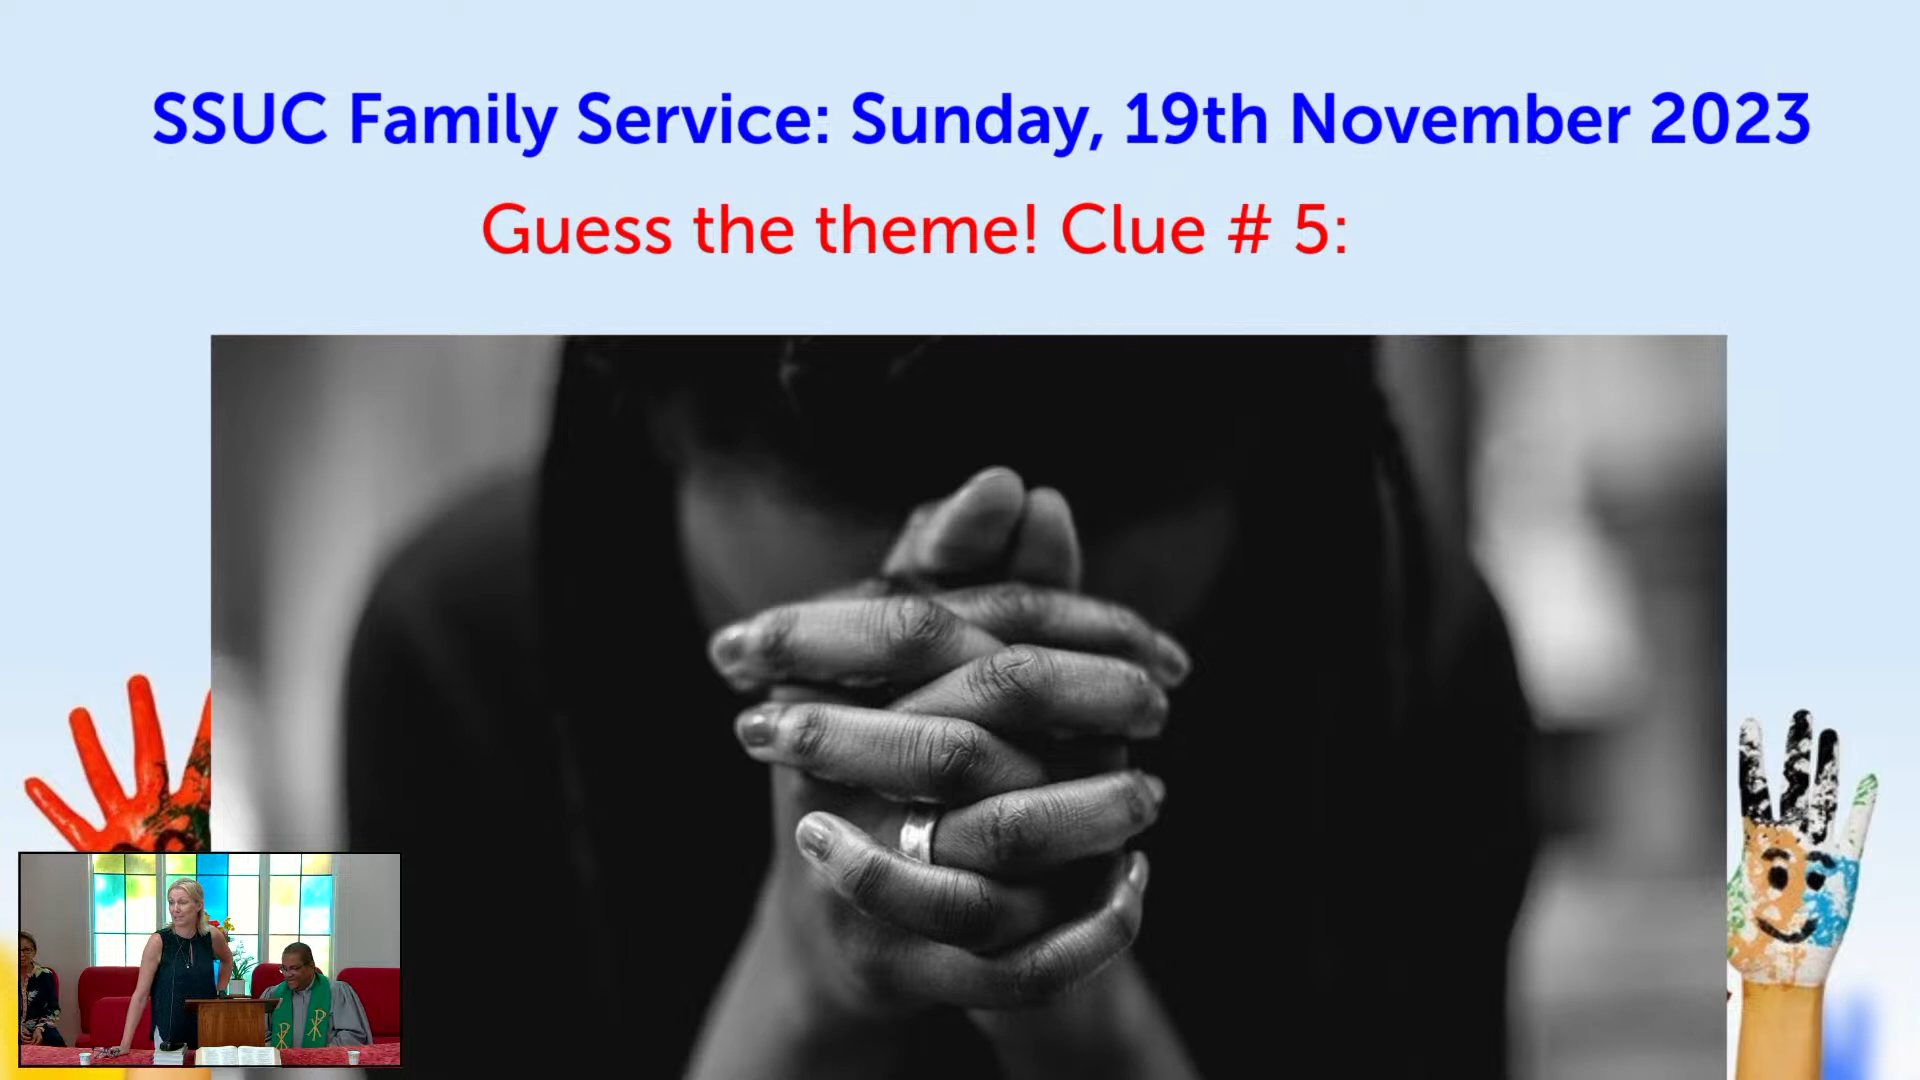 SSUC Family Service: Sunday, 19th November 2023
Guess the theme! Clue # 5: